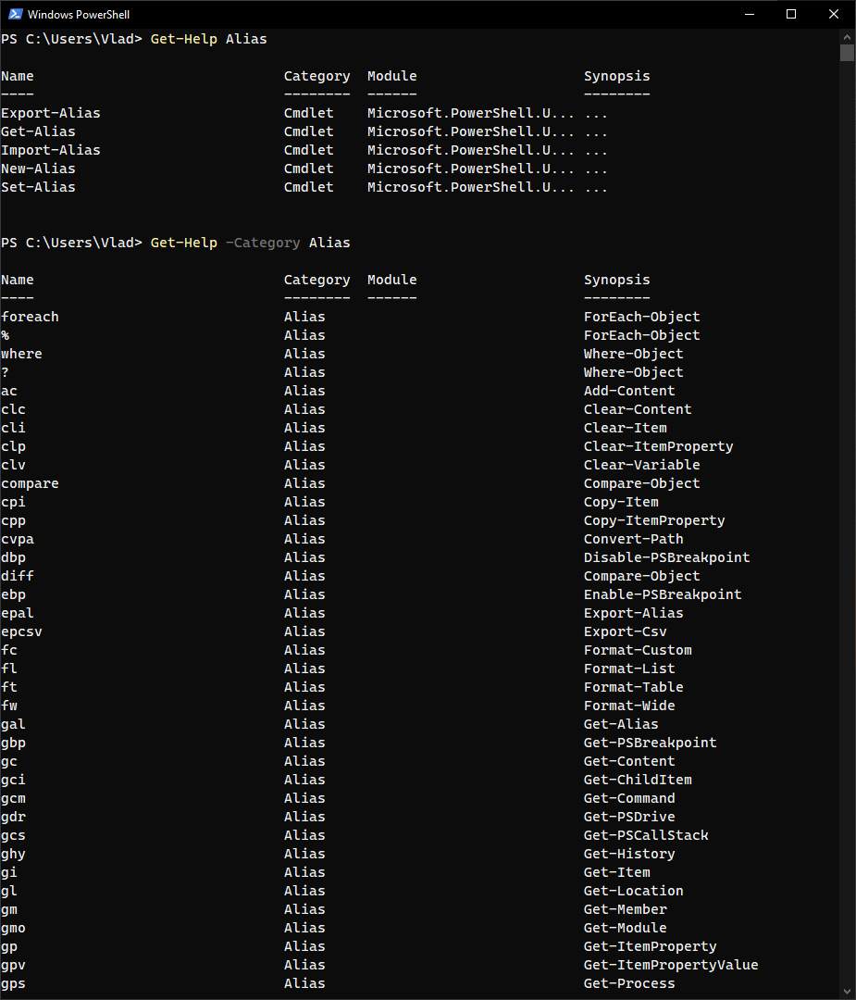 Windows PowerShell
PS C:\Users\Vlad> Get-Help Alias
Name Category Module Synopsis
---- -------- ------ --------
Export-Alias Cmdlet Microsoft.PowerShell.U... ...
Get-Alias Cmdlet Microsoft.PowerShell.U... ...
Import-Alias Cmdlet Microsoft.PowerShell.U... ...
New-Alias Cmdlet Microsoft.PowerShell.U... ...
Set-Alias Cmdlet Microsoft.PowerShell.U... ...
PS C:\Users\Vlad> Get-Help -Category Alias
Name Category Module Synopsis
---- -------- ------ --------
foreach Alias ForEach-Object
% Alias ForEach-Object
where Alias Where-Object
? Alias Where-Object
ac Alias Add-Content
clc Alias Clear-Content
cli Alias Clear-Item
clp Alias Clear-ItemProperty
clv Alias Clear-Variable
compare Alias Compare-Object
cpi Alias Copy-Item
cpp Alias Copy-ItemProperty
cvpa Alias Convert-Path
dbp Alias Disable-PSBreakpoint
diff Alias Compare-Object
ebp Alias Enable-PSBreakpoint
epal Alias Export-Alias
epcsv Alias Export-Csv
fc Alias Format-Custom
fl Alias Format-List
ft Alias Format-Table
fw Alias Format-Wide
gal Alias Get-Alias
gbp Alias Get-PSBreakpoint
gc Alias Get-Content
gci Alias Get-ChildItem
gcm Alias Get-Command
gdr Alias Get-PSDrive
gcs Alias Get-PSCallStack
ghy Alias Get-History
gi Alias Get-Item
gl Alias Get-Location
gm Alias Get-Member
gmo Alias Get-Module
gp Alias Get-ItemProperty
gpv Alias Get-ItemPropertyValue
gps Alias Get-Process